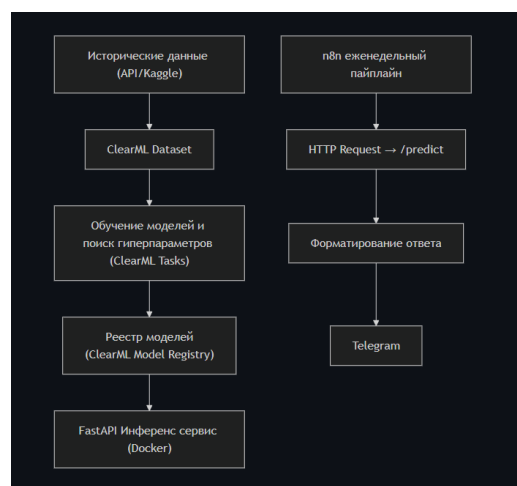 Исторические данные
(API/Kaggle)
ClearML Dataset
Обучение моделей и
поиск гиперпараметров
(ClearML Tasks)
Реестр моделей
(ClearML Model Registry)
FastAPI Инференс сервис
(Docker)
n8n еженедельный
пайплайн
HTTP Request → /predict
Форматирование ответа
Telegram